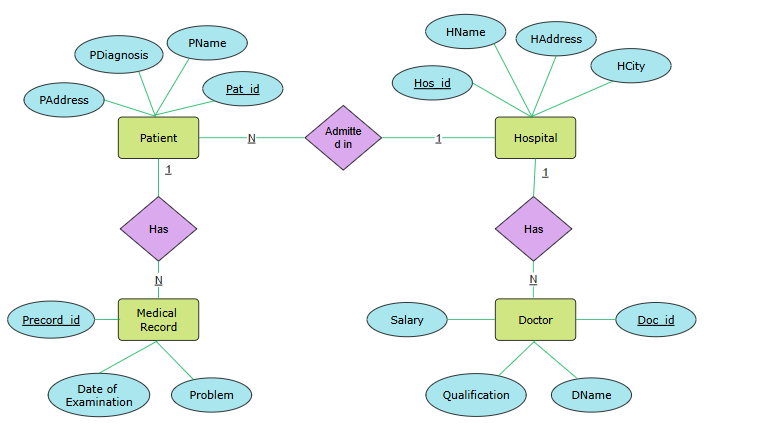 PName
PDiagnosis
PAddress
Pat_id
HName
HAddress
HCity
Hos_id
Patient
N
Admitte
d in
1
Hospital
1
1
Has
Has
N
N
Precord_id
Medical
Record
Salary
Doctor
Doc_id
Date of
Examination
Problem
Qualification
DName